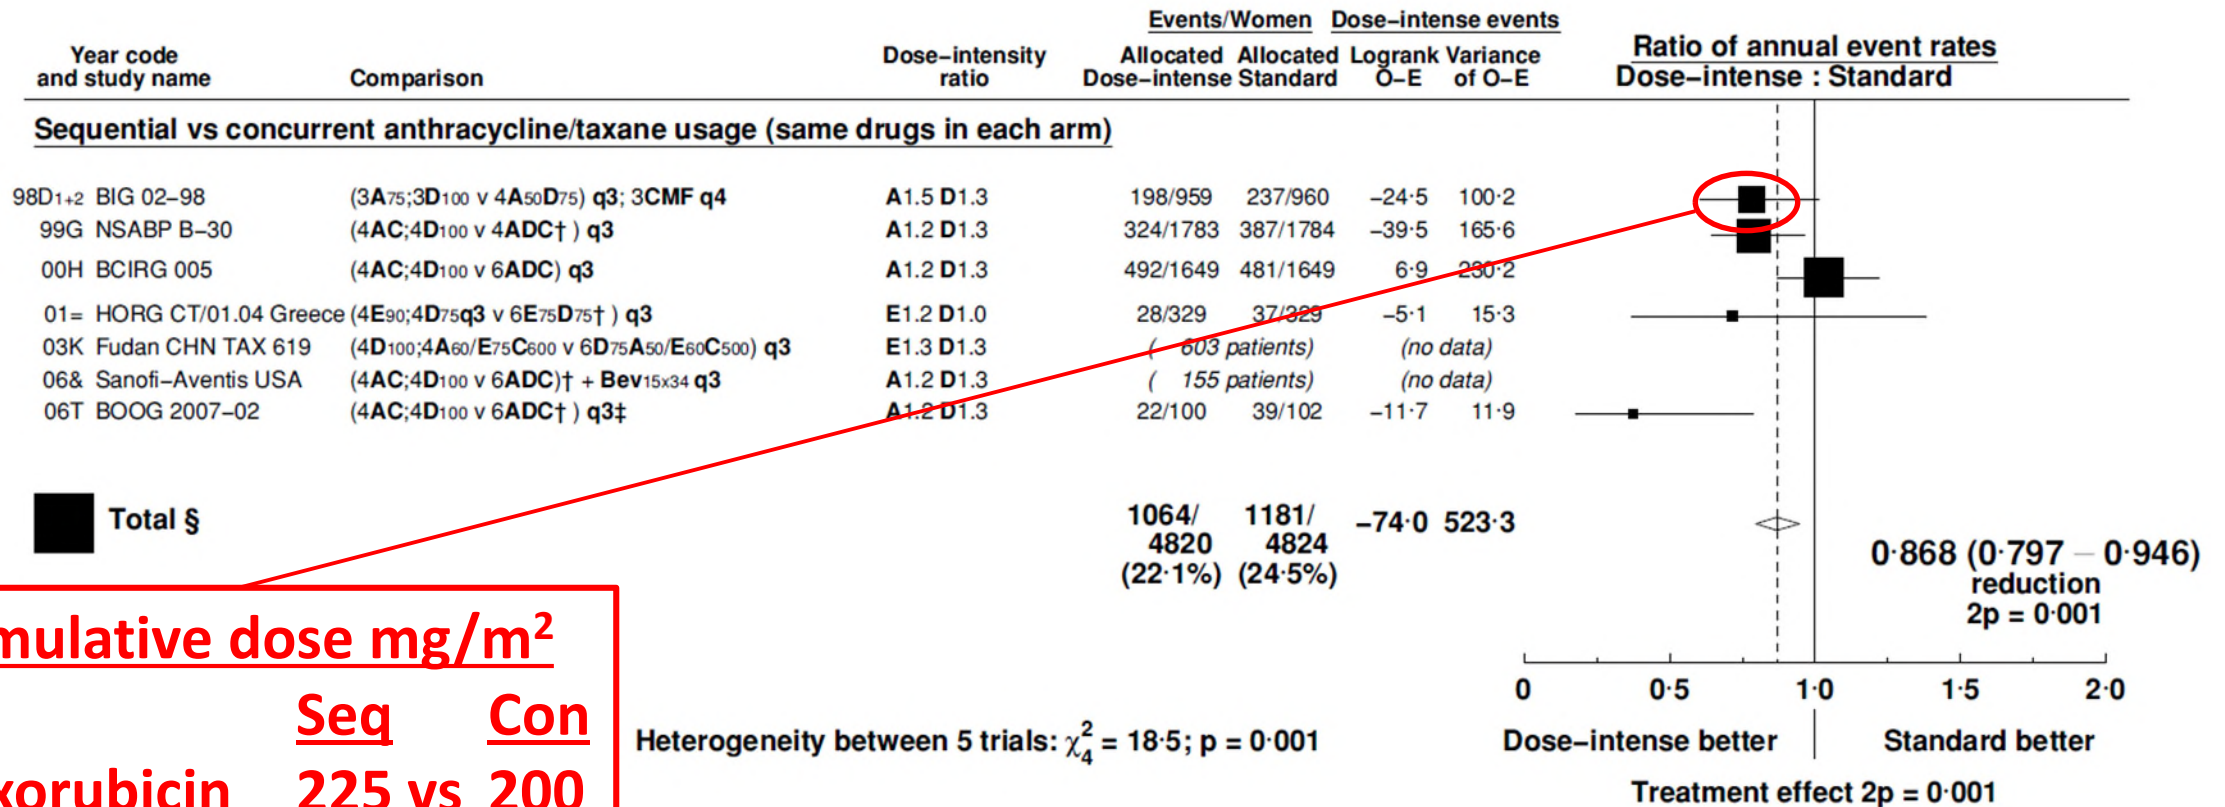 Events/Women Dose–intense events
Year code Dose–intensity Allocated Allocated Logrank Variance Ratio of annual event rates
and study name Comparison ratio Dose–intense Standard O–E of O–E Dose–intense : Standard
Sequential vs concurrent anthracycline/taxane usage (same drugs in each arm)
98D1+2 BIG 02–98 (3A75;3D100 v 4A50D75) q3; 3CMF q4 A1.5 D1.3 198/959 237/960 –24·5 100·2
99G NSABP B–30 (4AC;4D100 v 4ADC† ) q3 A1.2 D1.3 324/1783 387/1784 –39·5 165·6
00H BCIRG 005 (4AC;4D100 v 6ADC) q3 A1.2 D1.3 492/1649 481/1649 6·9 230·2
01= HORG CT/01.04 Greece (4E90;4D75q3 v 6E75D75† ) q3 E1.2 D1.0 28/329 37/329 –5·1 15·3
03K Fudan CHN TAX 619 (4D100;4A60/E75C600 v 6D75A50/E60C500) q3 E1.3 D1.3 ( 603 patients) (no data)
06& Sanofi–Aventis USA (4AC;4D100 v 6ADC)† + Bev15x34 q3 A1.2 D1.3 ( 155 patients) (no data)
06T BOOG 2007–02 (4AC;4D100 v 6ADC† ) q3‡ A1.2 D1.3 22/100 39/102 –11·7 11·9
Total § 1064/ 1181/ –74·0 523·3
4820 4824
(22·1%) (24·5%)
0·868 (0·797 – 0·946)
reduction
2p = 0·001
mulative dose mg/m²
Seq Con
xorubicin 225 vs 200
Heterogeneity between 5 trials: χ²₄ = 18·5; p = 0·001
0 0·5 1·0 1·5 2·0
Dose–intense better Standard better
Treatment effect 2p = 0·001